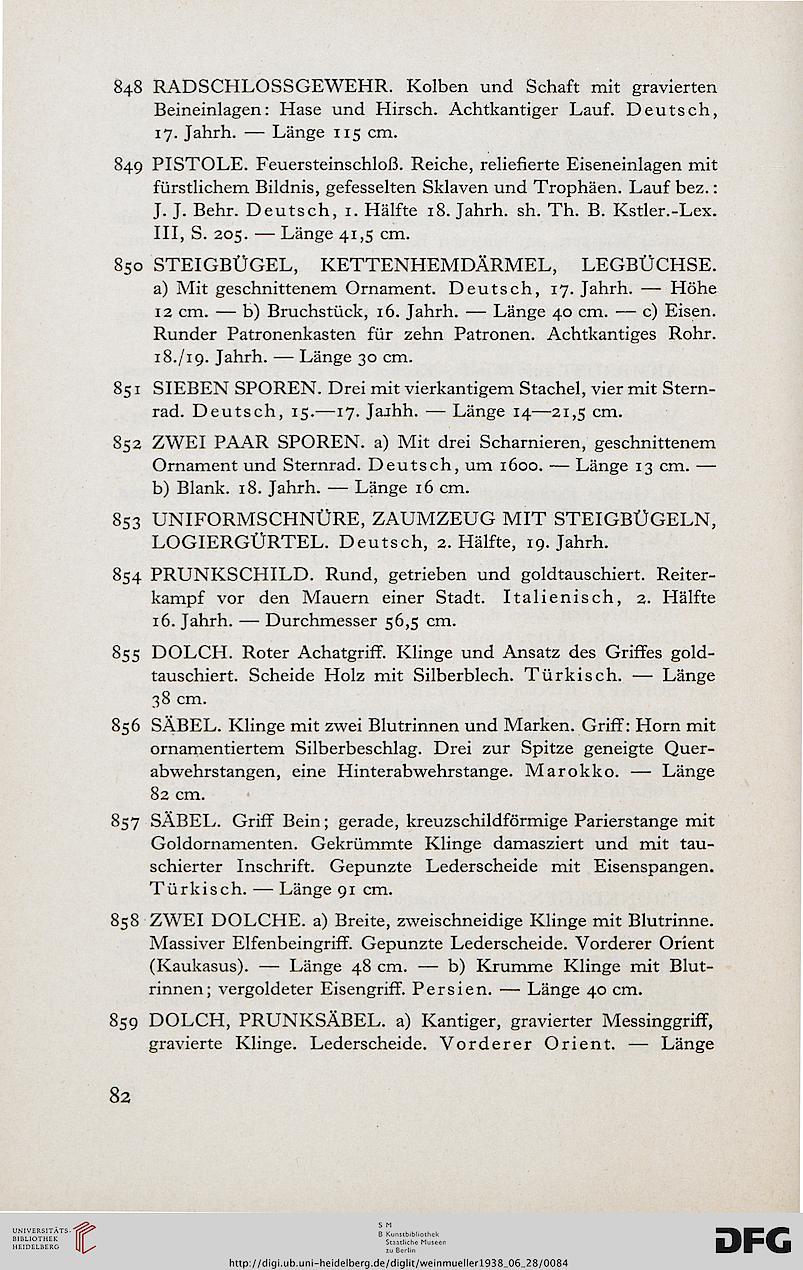 848 RADSCHLOSSGEWEHR. Kolben und Schaft mit gravierten
Beineinlagen: Hase und Hirsch. Achtkantiger Lauf. Deutsch,
17. Jahrh. — Länge 115 cm.
849 PISTOLE. Feuersteinschloß. Reiche, reliefierte Eiseneinlagen mit
fürstlichem Bildnis, gefesselten Sklaven und Trophäen. Lauf bez.:
J. J. Behr. Deutsch, 1. Hälfte 18. Jahrh. sh. Th. B. Kstler.-Lex.
III, S. 205. — Länge 41,5 cm.
850 STEIGBÜGEL, KETTENHEMDÄRMEL, LEGBÜCHSE.
a) Mit geschnittenem Ornament. Deutsch, 17. Jahrh. — Höhe
12 cm. — b) Bruchstück, 16. Jahrh. — Länge 40 cm. — c) Eisen.
Runder Patronenkasten für zehn Patronen. Achtkantiges Rohr.
18./19. Jahrh. — Länge 30 cm.
851 SIEBEN SPOREN. Drei mit vierkantigem Stachel, vier mit Stern-
rad. Deutsch, 15.—17. Jaıhh. — Länge 14—21,5 cm.
852 ZWEI PAAR SPOREN. a) Mit drei Scharnieren, geschnittenem
Ornament und Sternrad. Deutsch, um 1600. — Länge 13 cm. —
b) Blank. 18. Jahrh. — Länge 16 cm.
853 UNIFORMSCHNÜRE, ZAUMZEUG MIT STEIGBÜGELN,
LOGIERGÜRTEL. Deutsch, 2. Hälfte, 19. Jahrh.
854 PRUNKSCHILD. Rund, getrieben und goldtauschiert. Reiter-
kampf vor den Mauern einer Stadt. Italienisch, 2. Hälfte
16. Jahrh. — Durchmesser 56,5 cm.
855 DOLCH. Roter Achatgriff. Klinge und Ansatz des Griffes gold-
tauschiert. Scheide Holz mit Silberblech. Türkisch. — Länge
38 cm.
856 SÄBEL. Klinge mit zwei Blutrinnen und Marken. Griff: Horn mit
ornamentiertem Silberbeschlag. Drei zur Spitze geneigte Quer-
abwehrstangen, eine Hinterabwehrstange. Marokko. — Länge
82 cm.
857 SÄBEL. Griff Bein; gerade, kreuzschildförmige Parierstange mit
Goldornamenten. Gekrümmte Klinge damasziert und mit tau-
schierter Inschrift. Gepunzte Lederscheide mit Eisenspangen.
Türkisch. — Länge 91 cm.
858 ZWEI DOLCHE. a) Breite, zweischneidige Klinge mit Blutrinne.
Massiver Elfenbeingriff. Gepunzte Lederscheide. Vorderer Orient
(Kaukasus). — Länge 48 cm. — b) Krumme Klinge mit Blut-
rinnen; vergoldeter Eisengriff. Persien. — Länge 40 cm.
859 DOLCH, PRUNKSÄBEL. a) Kantiger, gravierter Messinggriff,
gravierte Klinge. Lederscheide. Vorderer Orient. — Länge
82
UNIVERSITÄTS-
BIBLIOTHEK
HEIDELBERG
S M
B Kunstbibliothek
Staatliche Museen
zu Berlin
DFG
http://digi.ub.uni-heidelberg.de/diglit/weinmueller1938_06_28/0084